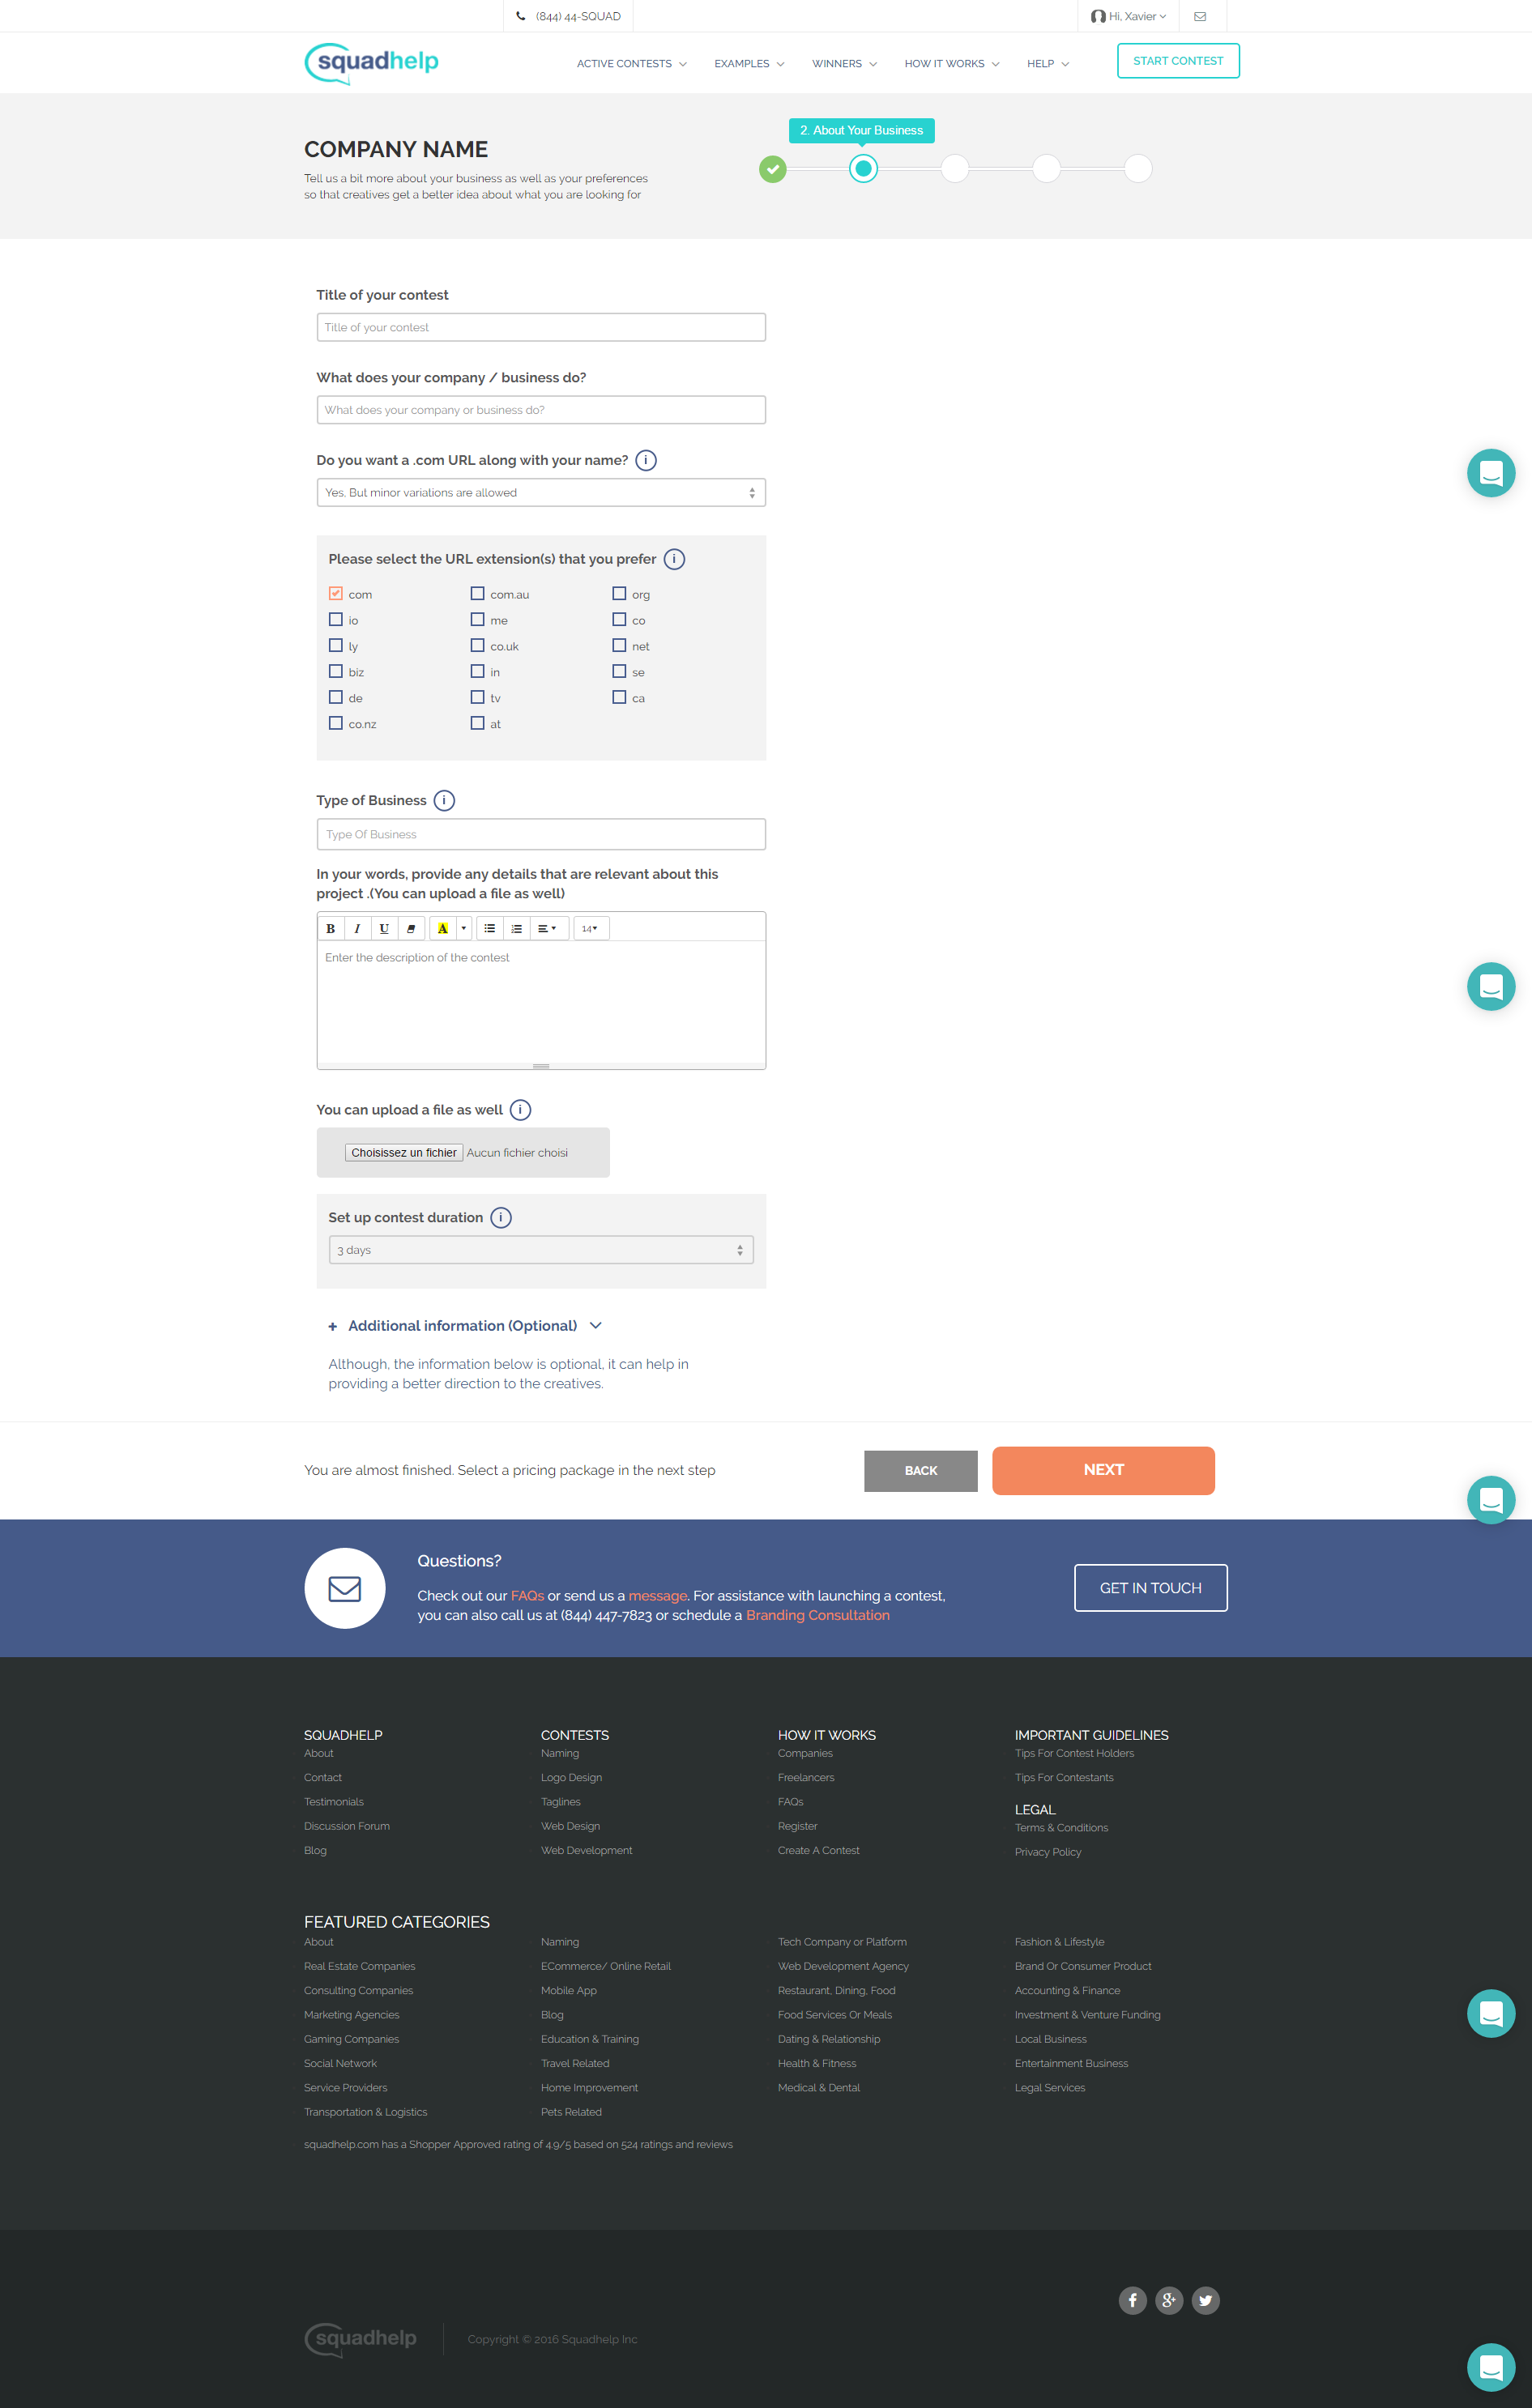 (844) 44-SQUAD
Hi, Xavier
squadhelp
ACTIVE CONTESTS
EXAMPLES
WINNERS
HOW IT WORKS
HELP
START CONTEST
2. About Your Business
COMPANY NAME
Tell us a bit more about your business as well as your preferences
so that creatives get a better idea about what you are looking for
Title of your contest
Title of your contest
What does your company / business do?
What does your company or business do?
Do you want a .com URL along with your name? i
Yes. But minor variations are allowed
Please select the URL extension(s) that you prefer i
com com.au org
io me co
ly co.uk net
biz in se
de tv ca
co.nz at
Type of Business i
Type Of Business
In your words, provide any details that are relevant about this
project .(You can upload a file as well)
B I U A 14
Enter the description of the contest
You can upload a file as well i
Choisissez un fichier Aucun fichier choisi
Set up contest duration i
3 days
+ Additional information (Optional)
Although, the information below is optional, it can help in
providing a better direction to the creatives.
You are almost finished. Select a pricing package in the next step
BACK
NEXT
Questions?
Check out our FAQs or send us a message. For assistance with launching a contest,
you can also call us at (844) 447-7823 or schedule a Branding Consultation
GET IN TOUCH
SQUADHELP
About
Contact
Testimonials
Discussion Forum
Blog
CONTESTS
Naming
Logo Design
Taglines
Web Design
Web Development
HOW IT WORKS
Companies
Freelancers
FAQs
Register
Create A Contest
IMPORTANT GUIDELINES
Tips For Contest Holders
Tips For Contestants
LEGAL
Terms & Conditions
Privacy Policy
FEATURED CATEGORIES
About
Real Estate Companies
Consulting Companies
Marketing Agencies
Gaming Companies
Social Network
Service Providers
Transportation & Logistics
Naming
ECommerce/ Online Retail
Mobile App
Blog
Education & Training
Travel Related
Home Improvement
Pets Related
Tech Company or Platform
Web Development Agency
Restaurant, Dining, Food
Food Services Or Meals
Dating & Relationship
Health & Fitness
Medical & Dental
Fashion & Lifestyle
Brand Or Consumer Product
Accounting & Finance
Investment & Venture Funding
Local Business
Entertainment Business
Legal Services
squadhelp.com has a Shopper Approved rating of 4.9/5 based on 524 ratings and reviews
squadhelp
Copyright © 2016 Squadhelp Inc